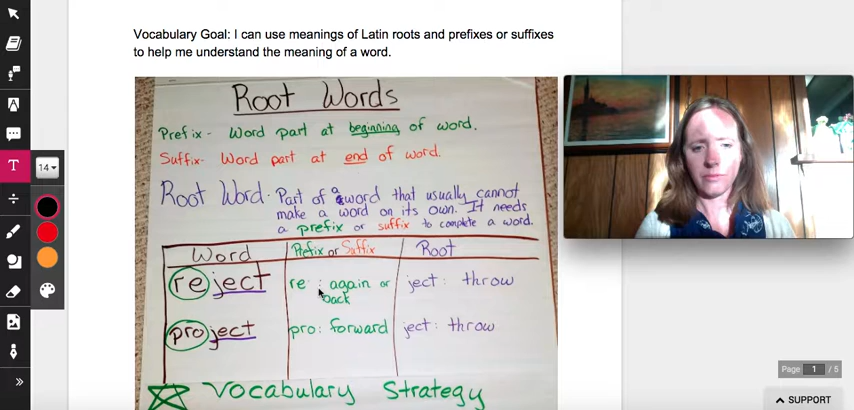 Vocabulary Goal: I can use meanings of Latin roots and prefixes or suffixes
to help me understand the meaning of a word.
Root Words
Prefix- Word part at beginning of word.
Suffix- Word part at end of word.
Root Word- Part of a word that usually cannot
make a word on its own. It needs
a prefix or suffix to complete a word.
Word Prefix or Suffix Root
reject re: again or back ject: throw
project pro: forward ject: throw
Vocabulary Strategy
T 14
Page 1 / 5
SUPPORT